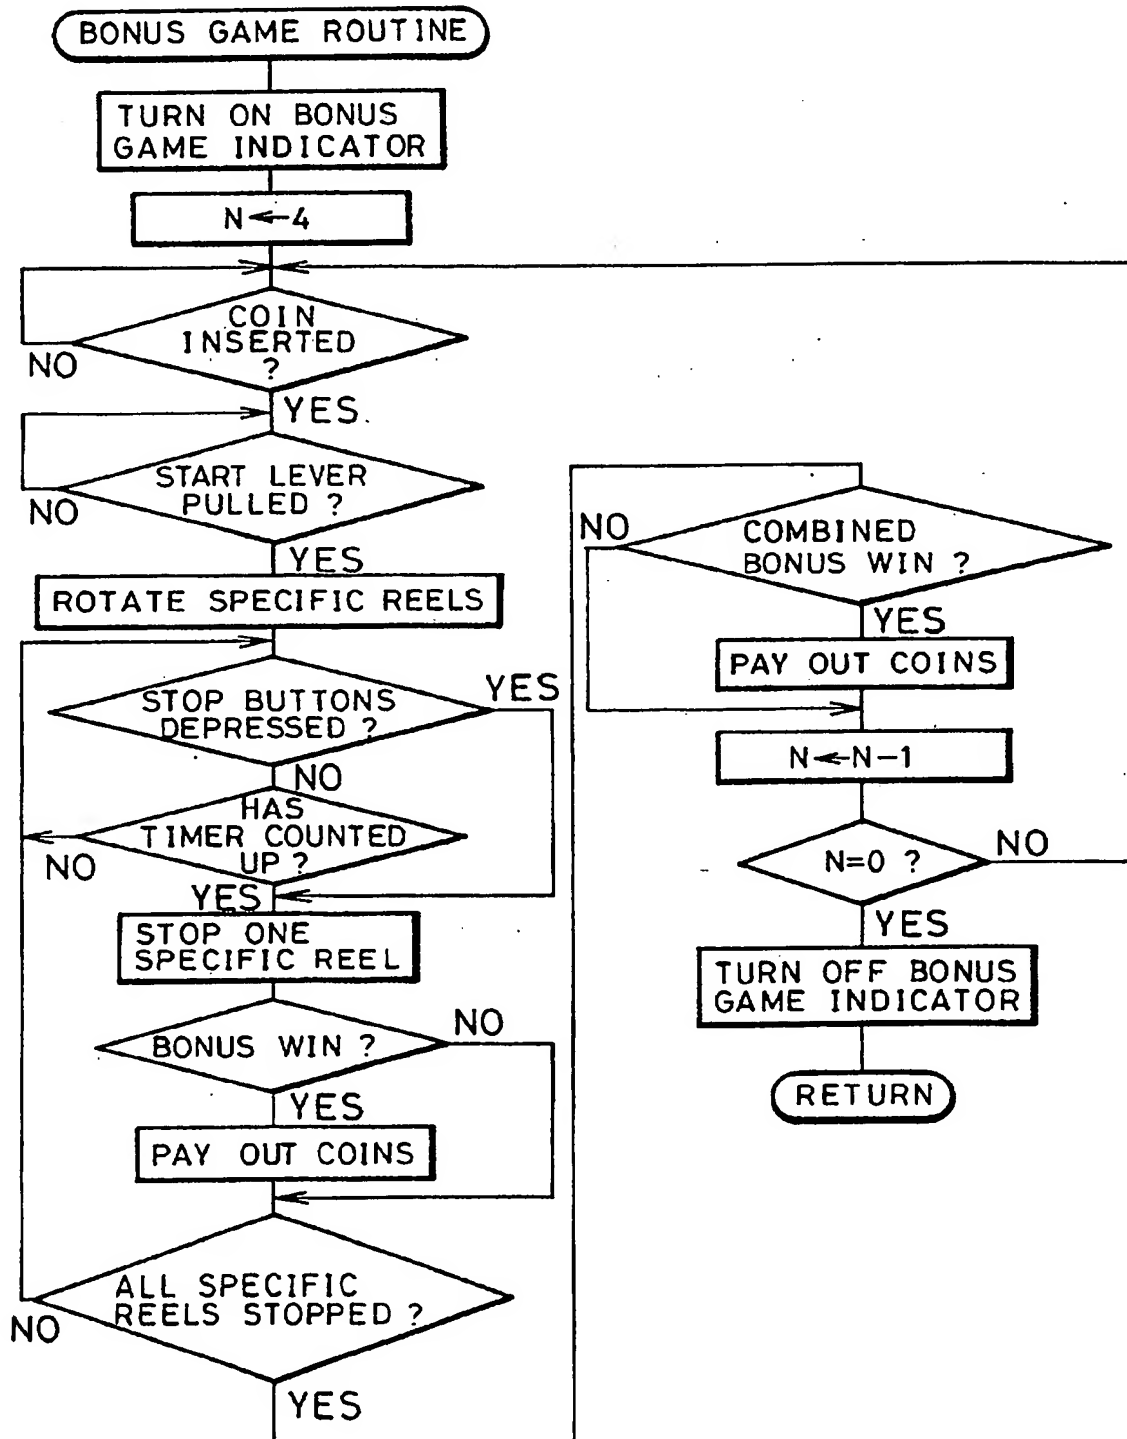 BONUS GAME ROUTINE
TURN ON BONUS
GAME INDICATOR
N←4
COIN
INSERTED
?
NO
YES
START LEVER
PULLED ?
NO
YES
ROTATE SPECIFIC REELS
STOP BUTTONS
DEPRESSED ?
YES
NO
HAS
TIMER COUNTED
UP ?
NO
YES
STOP ONE
SPECIFIC REEL
BONUS WIN ?
NO
YES
PAY OUT COINS
ALL SPECIFIC
REELS STOPPED ?
NO
YES
COMBINED
BONUS WIN ?
NO
YES
PAY OUT COINS
N←N-1
N=0 ?
NO
YES
TURN OFF BONUS
GAME INDICATOR
RETURN